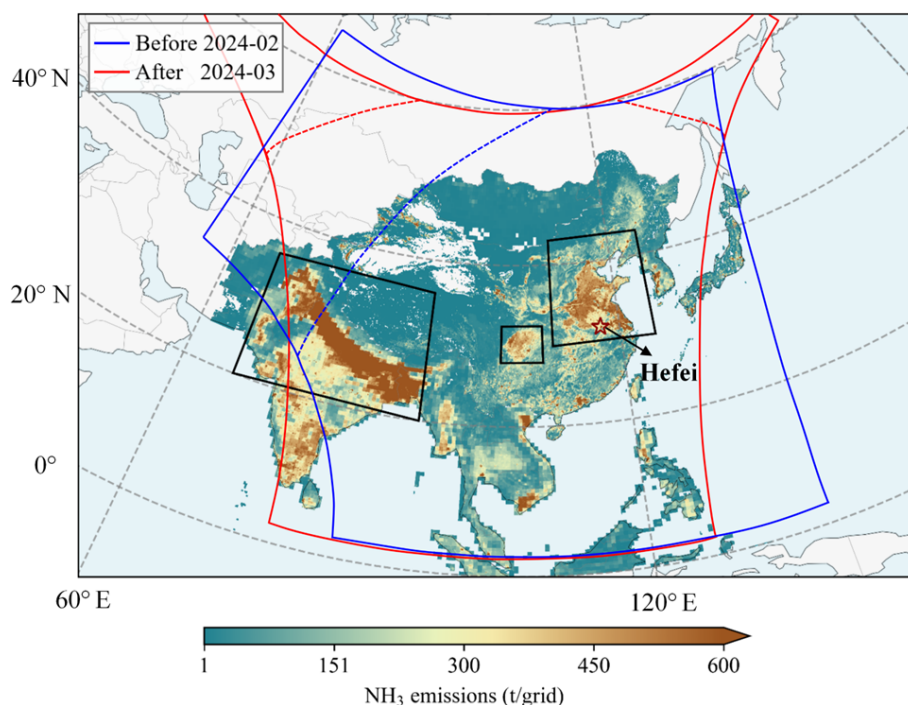 Before 2024-02
After 2024-03
40° N
20° N
0°
Hefei
60° E
120° E
1 151 300 450 600
NH₃ emissions (t/grid)